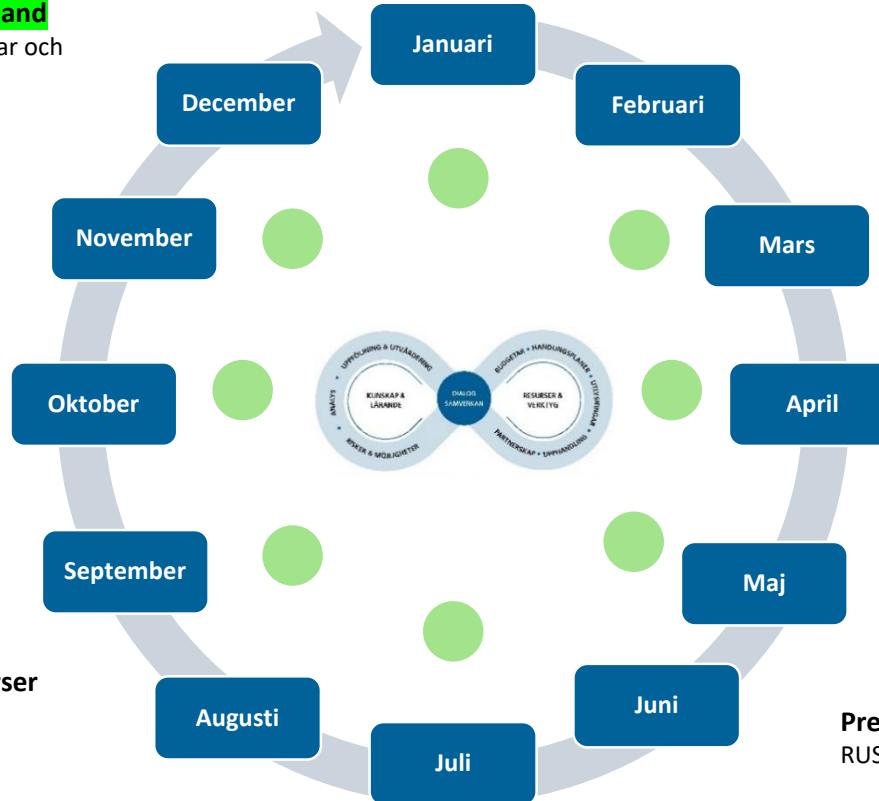 and
ar och
Januari
Februari
Mars
April
Maj
Juni
Juli
Augusti
September
Oktober
November
December
UPPFÖLJNING & UTVÄRDERING
ANALYS
RISKER & MÖJLIGHETER
KUNSKAP &
LÄRANDE
DIALOG
SAMVERKAN
RESURSER &
VERKTYG
BUDGETAR • HANDLINGSPLANER • UTLYSNINGAR
PARTNERSKAP • UPPHANDLING
ser
Pre
RUS